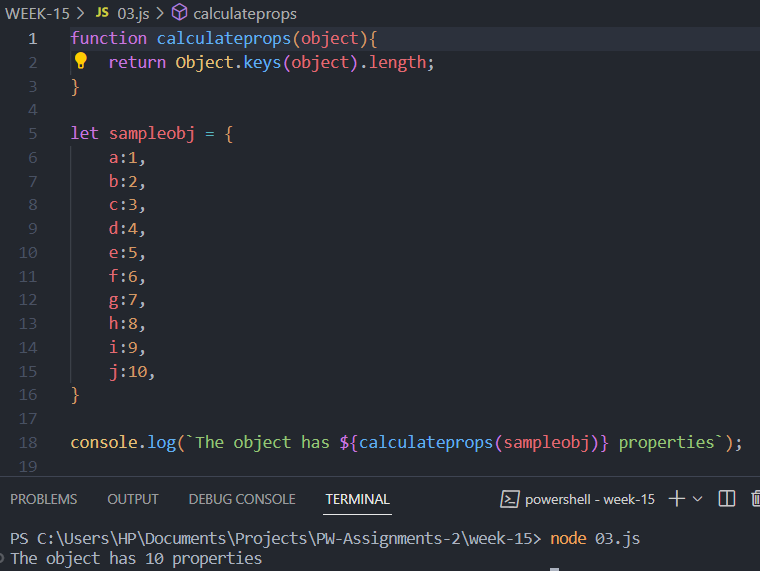 WEEK-15 > JS 03.js > calculateprops
1 function calculateprops(object){
2 return Object.keys(object).length;
3 }
4
5 let sampleobj = {
6 a:1,
7 b:2,
8 c:3,
9 d:4,
10 e:5,
11 f:6,
12 g:7,
13 h:8,
14 i:9,
15 j:10,
16 }
17
18 console.log(`The object has ${calculateprops(sampleobj)} properties`);
19
PROBLEMS OUTPUT DEBUG CONSOLE TERMINAL powershell - week-15
PS C:\Users\HP\Documents\Projects\PW-Assignments-2\week-15> node 03.js
The object has 10 properties